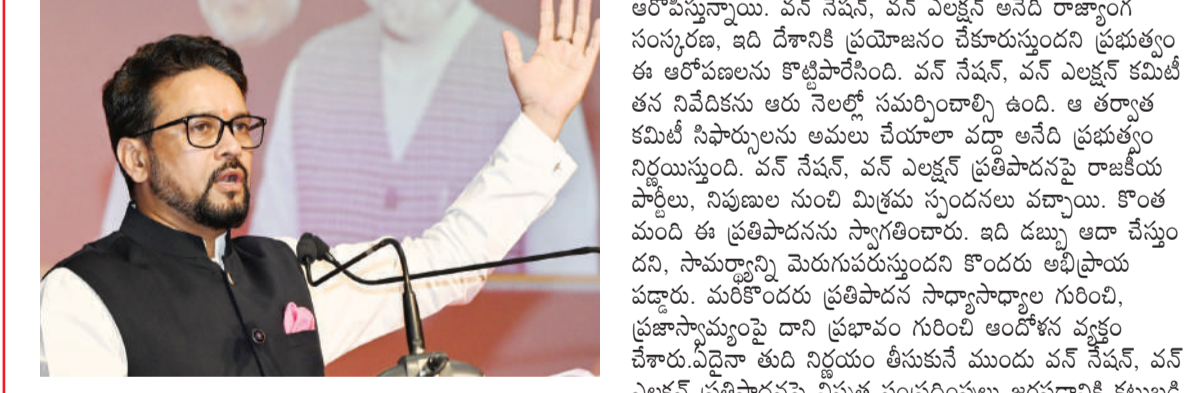 ఆరోపిస్తున్నాయి. వన్ నేషన్, వన్ ఎలక్షన్ అనేది రాజ్యాంగ
సంస్కరణ, ఇది దేశానికి ప్రయోజనం చేకూరుస్తుందని ప్రభుత్వం
ఈ ఆరోపణలను కొట్టిపారేసింది. వన్ నేషన్, వన్ ఎలక్షన్ కమిటీ
తన నివేదికను ఆరు నెలల్లో సమర్పించాల్సి ఉంది. ఆ తర్వాత
కమిటీ సిఫార్సులను అమలు చేయాలా వద్దా అనేది ప్రభుత్వం
నిర్ణయిస్తుంది. వన్ నేషన్, వన్ ఎలక్షన్ ప్రతిపాదనపై రాజకీయ
పార్టీలు, నిపుణుల నుంచి మిశ్రమ స్పందనలు వచ్చాయి. కొంత
మంది ఈ ప్రతిపాదనను స్వాగతించారు. ఇది డబ్బు ఆదా చేస్తుం
దని, సామర్థ్యాన్ని మెరుగుపరుస్తుందని కొందరు అభిప్రాయ
పడ్డారు. మరికొందరు ప్రతిపాదన సాధ్యాసాధ్యాల గురించి,
ప్రజాస్వామ్యంపై దాని ప్రభావం గురించి ఆందోళన వ్యక్తం
చేశారు.ఏదైనా తుది నిర్ణయం తీసుకునే ముందు వన్ నేషన్, వన్